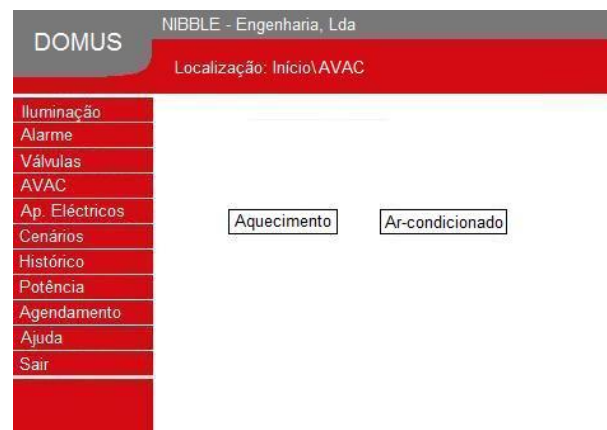 DOMUS
NIBBLE - Engenharia, Lda
Localização: Início\AVAC
Iluminação
Alarme
Válvulas
AVAC
Ap. Eléctricos
Cenários
Histórico
Potência
Agendamento
Ajuda
Sair
Aquecimento
Ar-condicionado